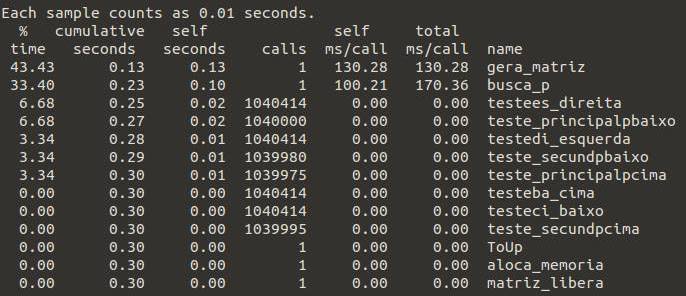 Each sample counts as 0.01 seconds.
  %   cumulative   self              self     total
 time   seconds   seconds    calls  ms/call  ms/call  name
 43.43      0.13     0.13        1   130.28   130.28  gera_matriz
 33.40      0.23     0.10        1   100.21   170.36  busca_p
  6.68      0.25     0.02  1040414     0.00     0.00  testees_direita
  6.68      0.27     0.02  1040000     0.00     0.00  teste_principalpbaixo
  3.34      0.28     0.01  1040414     0.00     0.00  testedi_esquerda
  3.34      0.29     0.01  1039980     0.00     0.00  teste_secundpbaixo
  3.34      0.30     0.01  1039975     0.00     0.00  teste_principalpcima
  0.00      0.30     0.00  1040414     0.00     0.00  testeba_cima
  0.00      0.30     0.00  1040414     0.00     0.00  testeci_baixo
  0.00      0.30     0.00  1039995     0.00     0.00  teste_secundpcima
  0.00      0.30     0.00        1     0.00     0.00  ToUp
  0.00      0.30     0.00        1     0.00     0.00  aloca_memoria
  0.00      0.30     0.00        1     0.00     0.00  matriz_libera